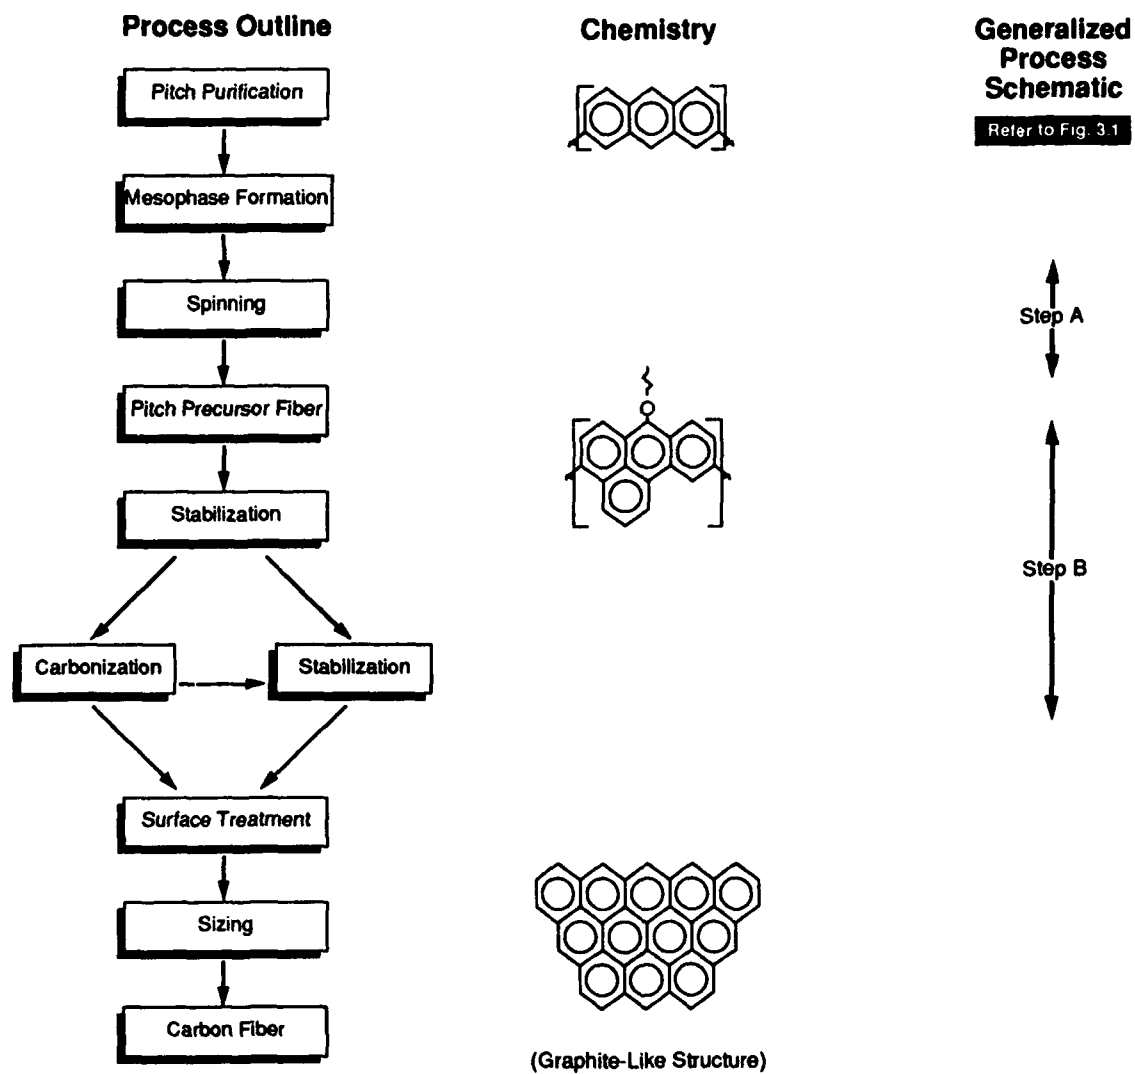 Process Outline
Chemistry
Generalized
Process
Schematic
Refer to Fig. 3.1
Pitch Purification
Mesophase Formation
Spinning
Step A
Pitch Precursor Fiber
O
Stabilization
Step B
Carbonization
Stabilization
Surface Treatment
Sizing
Carbon Fiber
(Graphite-Like Structure)